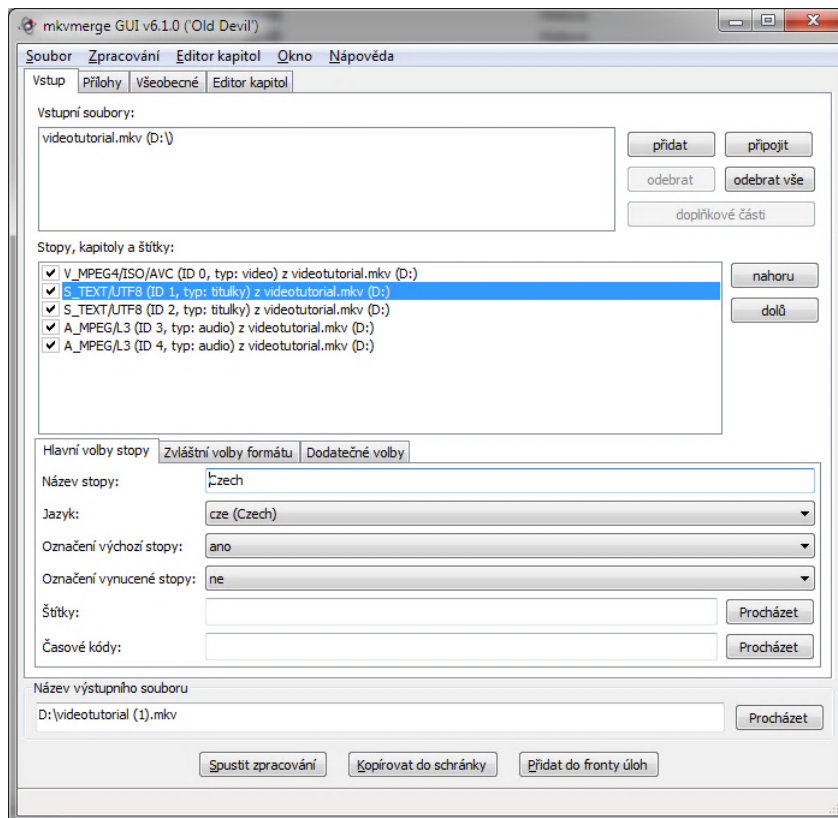 mkvmerge GUI v6.1.0 ('Old Devil')
Soubor Zpracování Editor kapitol Okno Nápověda
Vstup Přílohy Všeobecné Editor kapitol
Vstupní soubory:
videotutorial.mkv (D:\)
přidat připojit
odebrat odebrat vše
doplňkové části
Stopy, kapitoly a štítky:
V_MPEG4/ISO/AVC (ID 0, typ: video) z videotutorial.mkv (D:)
S_TEXT/UTF8 (ID 1, typ: titulky) z videotutorial.mkv (D:)
S_TEXT/UTF8 (ID 2, typ: titulky) z videotutorial.mkv (D:)
A_MPEG/L3 (ID 3, typ: audio) z videotutorial.mkv (D:)
A_MPEG/L3 (ID 4, typ: audio) z videotutorial.mkv (D:)
nahoru
dolů
Hlavní volby stopy Zvláštní volby formátu Dodatečné volby
Název stopy: Czech
Jazyk: cze (Czech)
Označení výchozí stopy: ano
Označení vynucené stopy: ne
Štítky: Procházet
Časové kódy: Procházet
Název výstupního souboru
D:\videotutorial (1).mkv Procházet
Spustit zpracování Kopírovat do schránky Přidat do fronty úloh